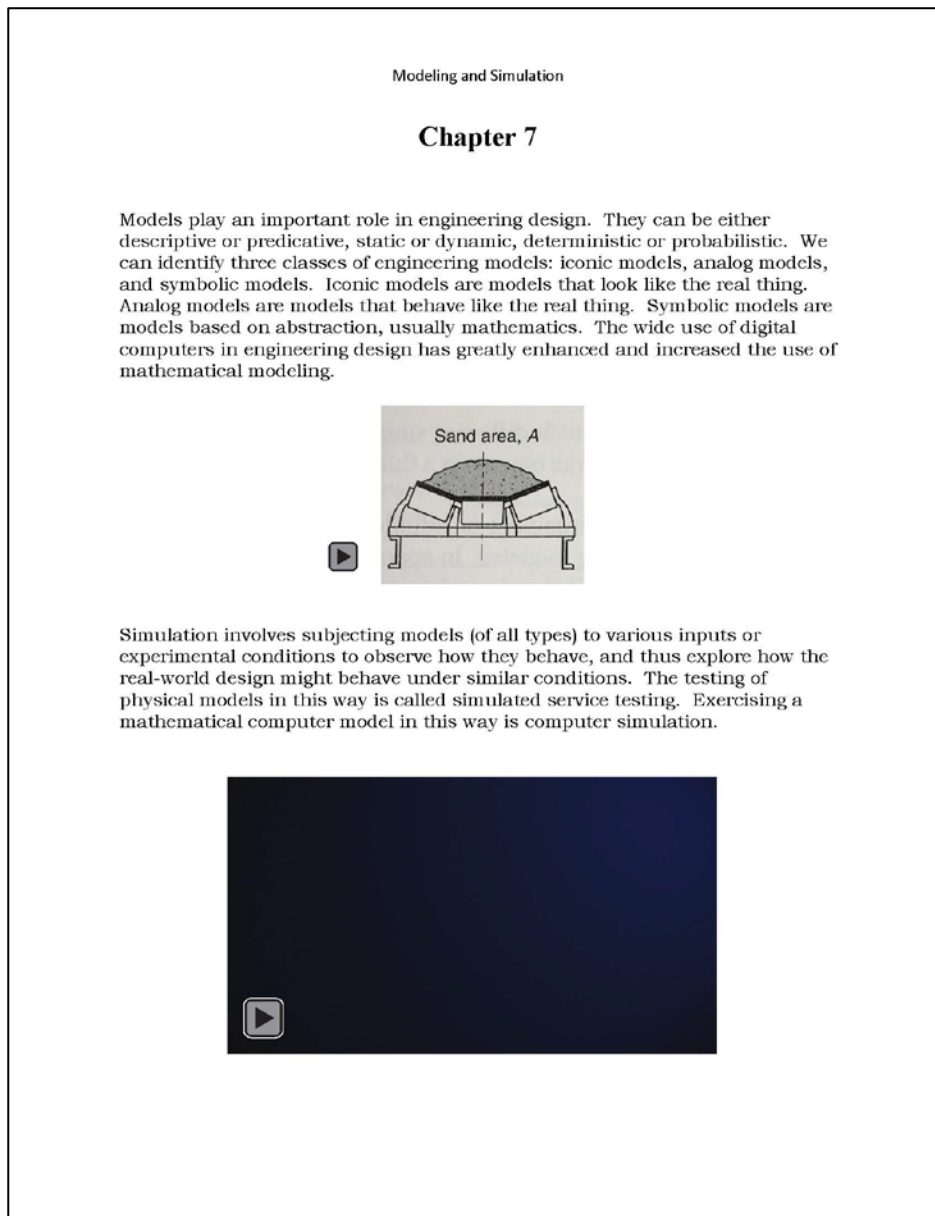 Modeling and Simulation
Chapter 7
Models play an important role in engineering design. They can be either
descriptive or predicative, static or dynamic, deterministic or probabilistic. We
can identify three classes of engineering models: iconic models, analog models,
and symbolic models. Iconic models are models that look like the real thing.
Analog models are models that behave like the real thing. Symbolic models are
models based on abstraction, usually mathematics. The wide use of digital
computers in engineering design has greatly enhanced and increased the use of
mathematical modeling.
Sand area, A
Simulation involves subjecting models (of all types) to various inputs or
experimental conditions to observe how they behave, and thus explore how the
real-world design might behave under similar conditions. The testing of
physical models in this way is called simulated service testing. Exercising a
mathematical computer model in this way is computer simulation.